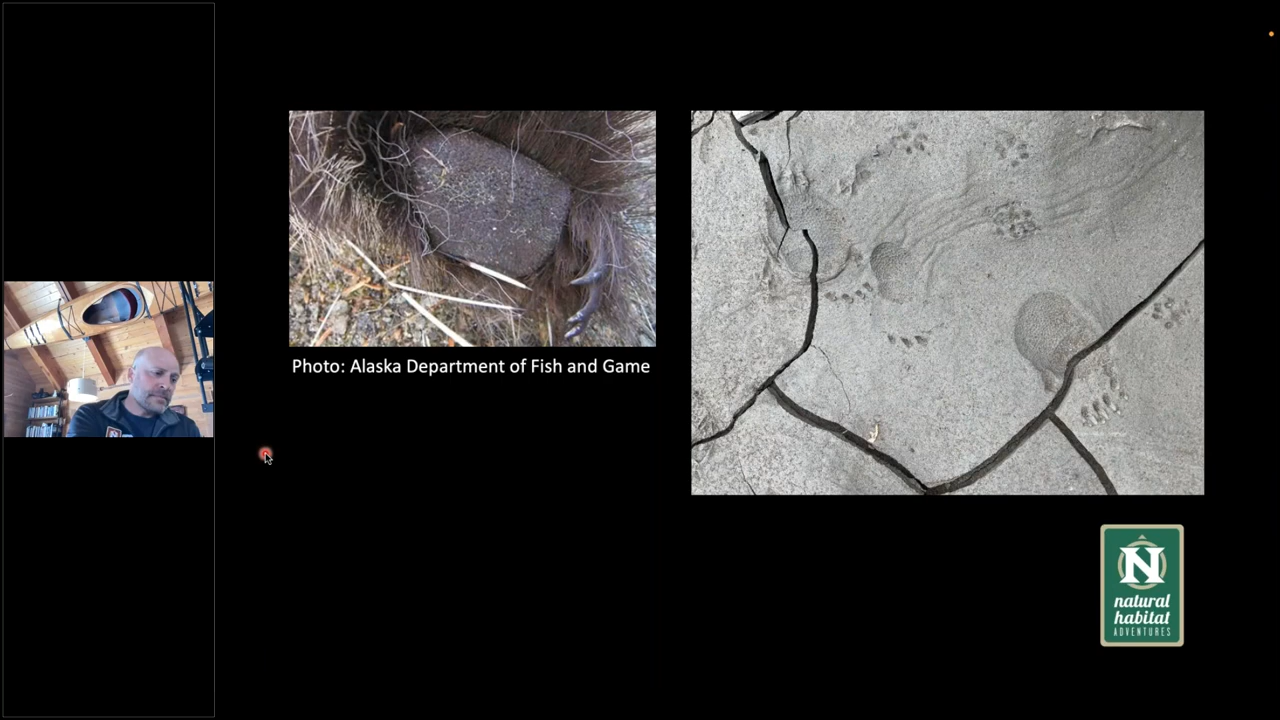 Photo: Alaska Department of Fish and Game
N
natural
habitat
ADVENTURES